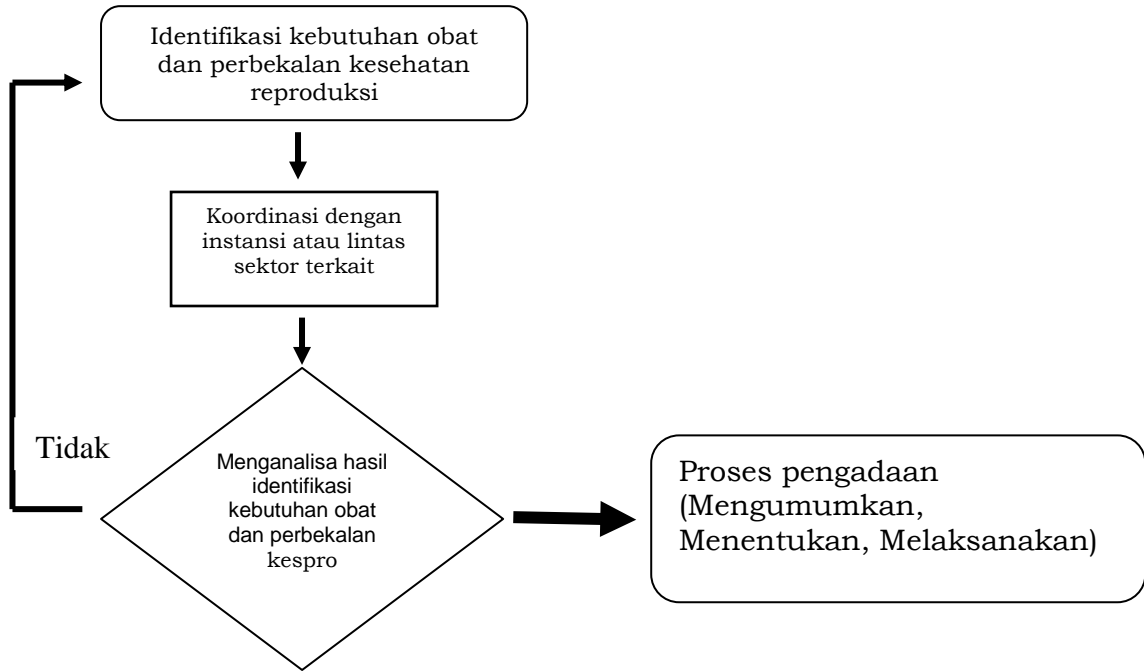 Identifikasi kebutuhan obat
dan perbekalan kesehatan
reproduksi
Koordinasi dengan
instansi atau lintas
sektor terkait
Tidak
Menganalisa hasil
identifikasi
kebutuhan obat
dan perbekalan
kespro
Proses pengadaan
(Mengumumkan,
Menentukan, Melaksanakan)